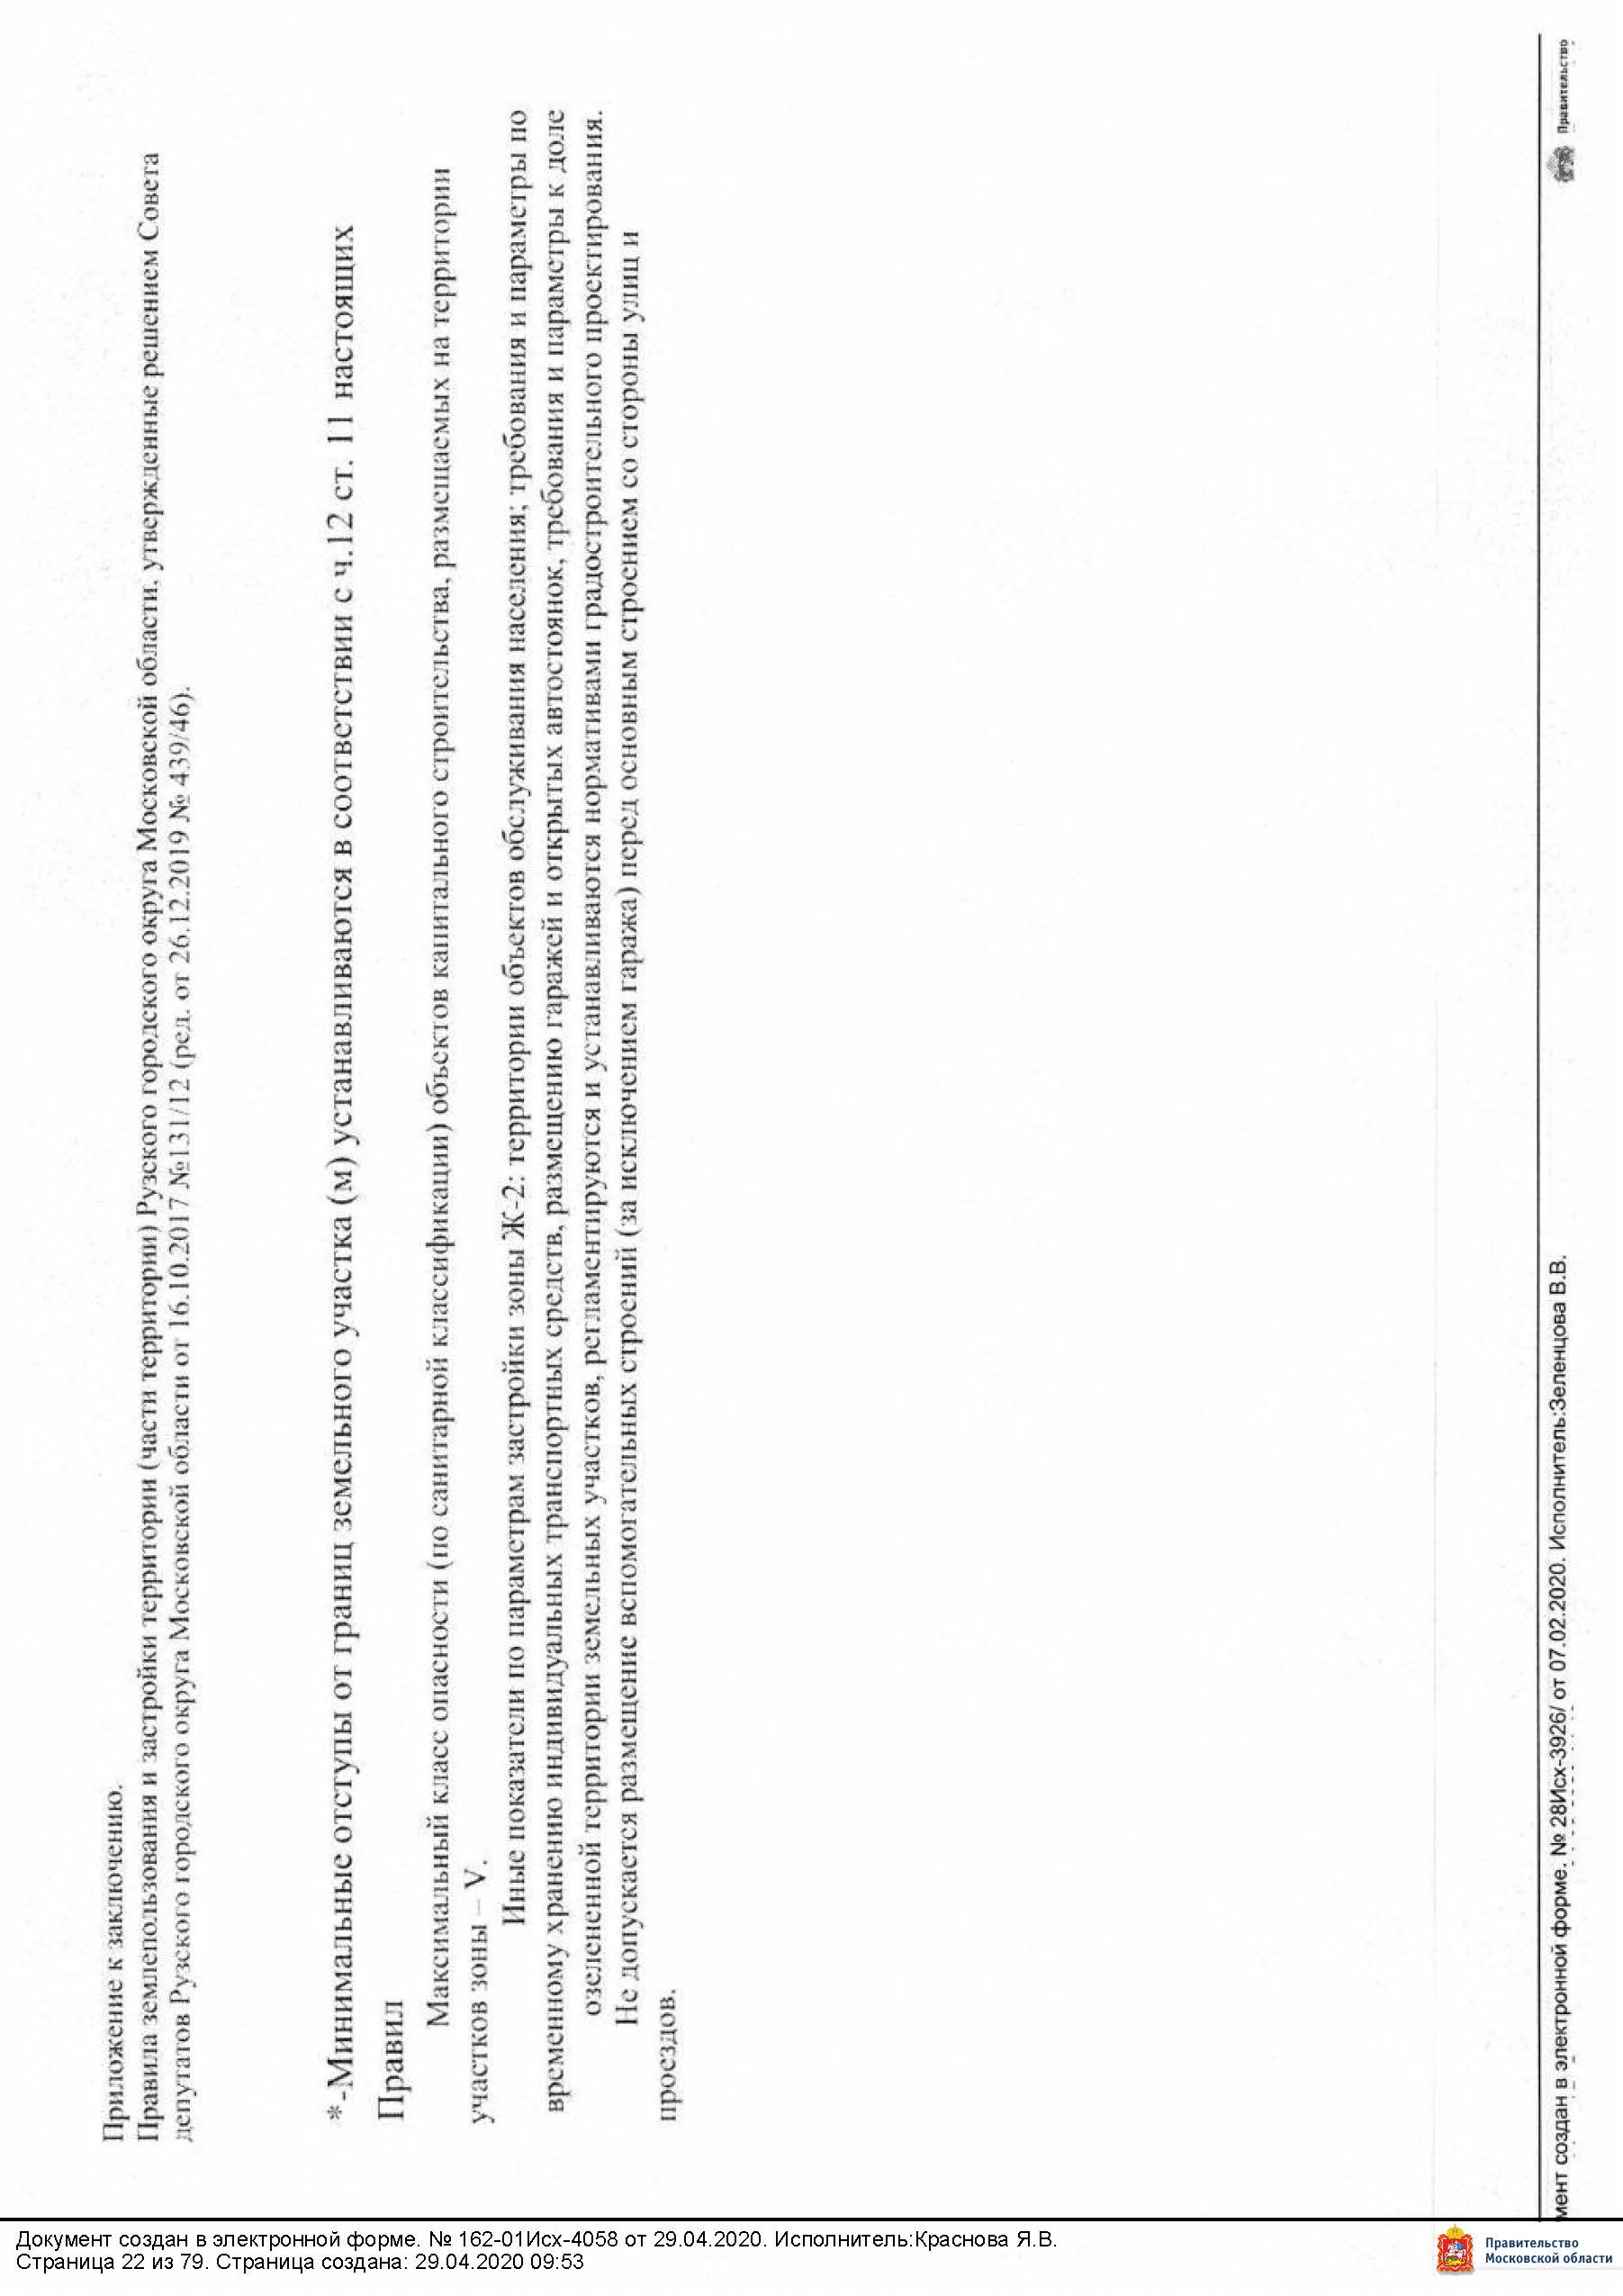 Приложение к заключению.
Правила землепользования и застройки территории (части территории) Рузского городского округа Московской области, утвержденные решением Совета
депутатов Рузского городского округа Московской области от 16.10.2017 №131/12 (ред. от 26.12.2019 № 439/46).
*-Минимальные отступы от границ земельного участка (м) устанавливаются в соответствии с ч.12 ст. 11 настоящих
Правил
Максимальный класс опасности (по санитарной классификации) объектов капитального строительства, размещаемых на территории
участков зоны – V.
Иные показатели по параметрам застройки зоны Ж-2: территории объектов обслуживания населения; требования и параметры по
временному хранению индивидуальных транспортных средств, размещению гаражей и открытых автостоянок, требования и параметры к доле
озелененной территории земельных участков, регламентируются и устанавливаются нормативами градостроительного проектирования.
Не допускается размещение вспомогательных строений (за исключением гаража) перед основным строением со стороны улиц и
проездов.
мент создан в электронной форме. № 28Исх-3926/ от 07.02.2020. Исполнитель:Зеленцова В.В.
Правительство
Документ создан в электронной форме. № 162-01Исх-4058 от 29.04.2020. Исполнитель:Краснова Я.В.
Страница 22 из 79. Страница создана: 29.04.2020 09:53
Правительство
Московской области